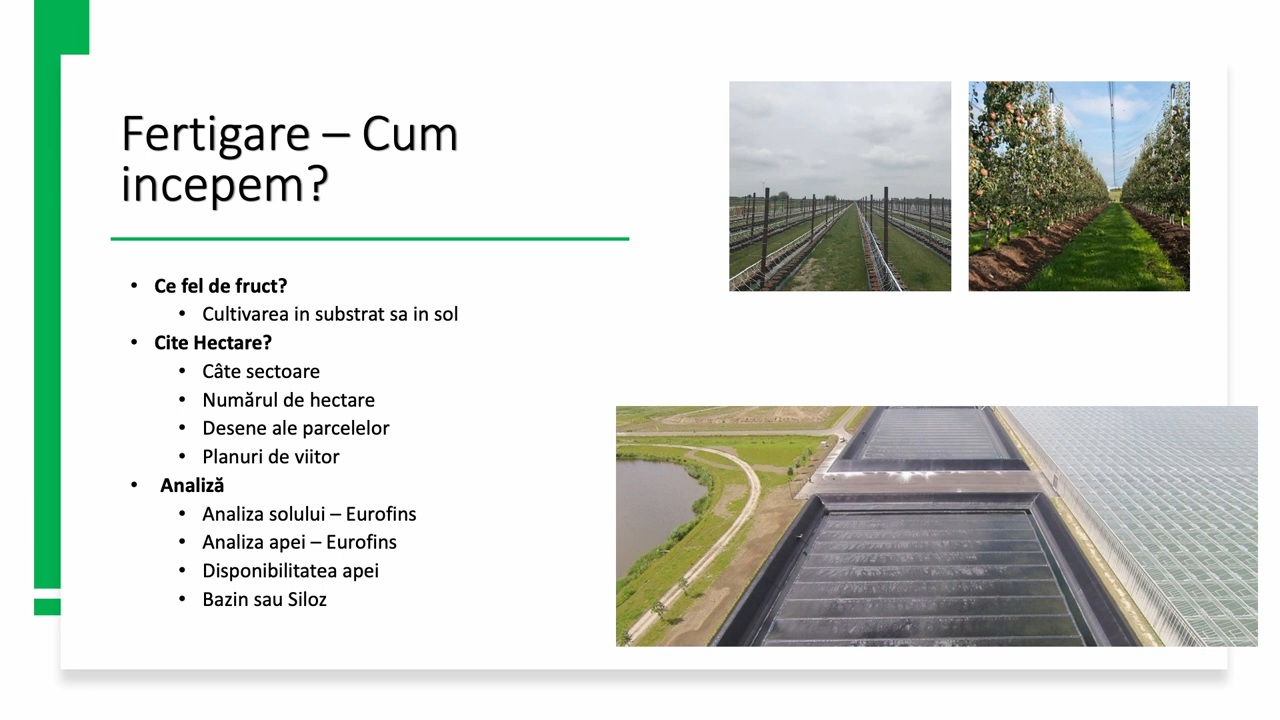 Fertigare – Cum
incepem?
• Ce fel de fruct?
• Cultivarea in substrat sa in sol
• Cite Hectare?
• Câte sectoare
• Numărul de hectare
• Desene ale parcelelor
• Planuri de viitor
• Analiză
• Analiza solului – Eurofins
• Analiza apei – Eurofins
• Disponibilitatea apei
• Bazin sau Siloz